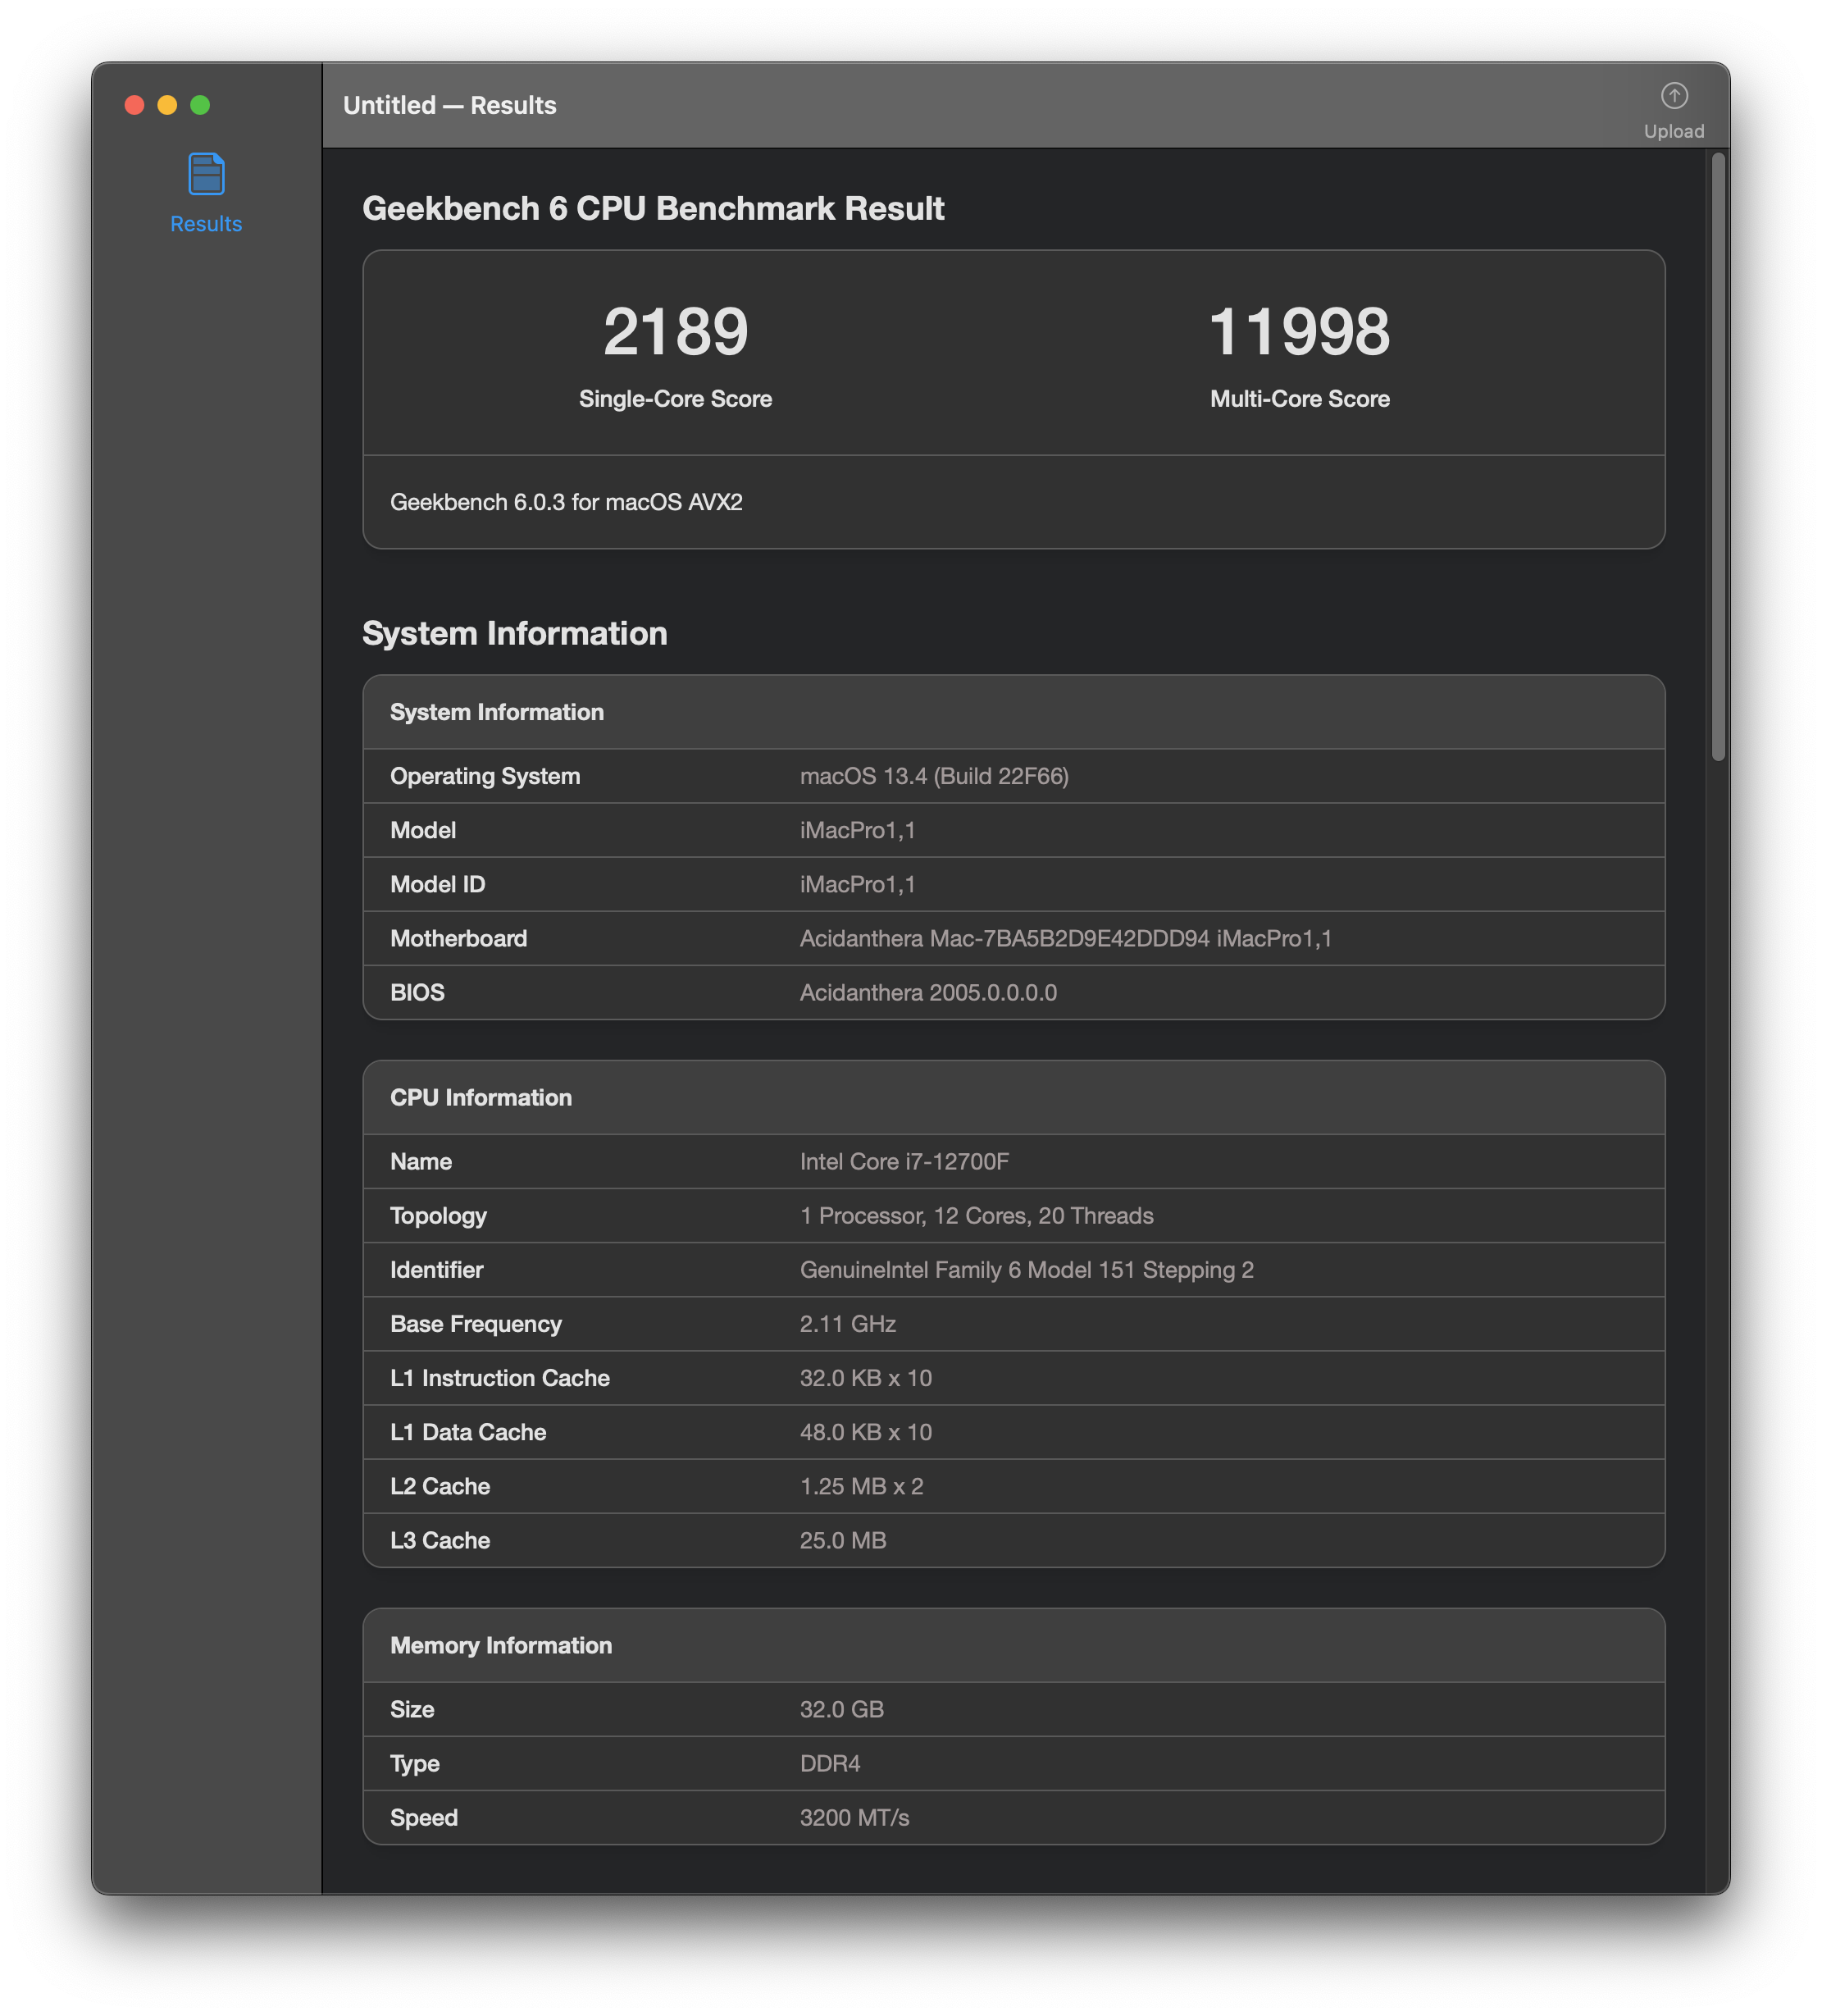 Untitled — Results
Upload
Results
Geekbench 6 CPU Benchmark Result
2189 11998
Single-Core Score Multi-Core Score
Geekbench 6.0.3 for macOS AVX2
System Information
System Information
Operating System macOS 13.4 (Build 22F66)
Model iMacPro1,1
Model ID iMacPro1,1
Motherboard Acidanthera Mac-7BA5B2D9E42DDD94 iMacPro1,1
BIOS Acidanthera 2005.0.0.0.0
CPU Information
Name Intel Core i7-12700F
Topology 1 Processor, 12 Cores, 20 Threads
Identifier GenuineIntel Family 6 Model 151 Stepping 2
Base Frequency 2.11 GHz
L1 Instruction Cache 32.0 KB x 10
L1 Data Cache 48.0 KB x 10
L2 Cache 1.25 MB x 2
L3 Cache 25.0 MB
Memory Information
Size 32.0 GB
Type DDR4
Speed 3200 MT/s